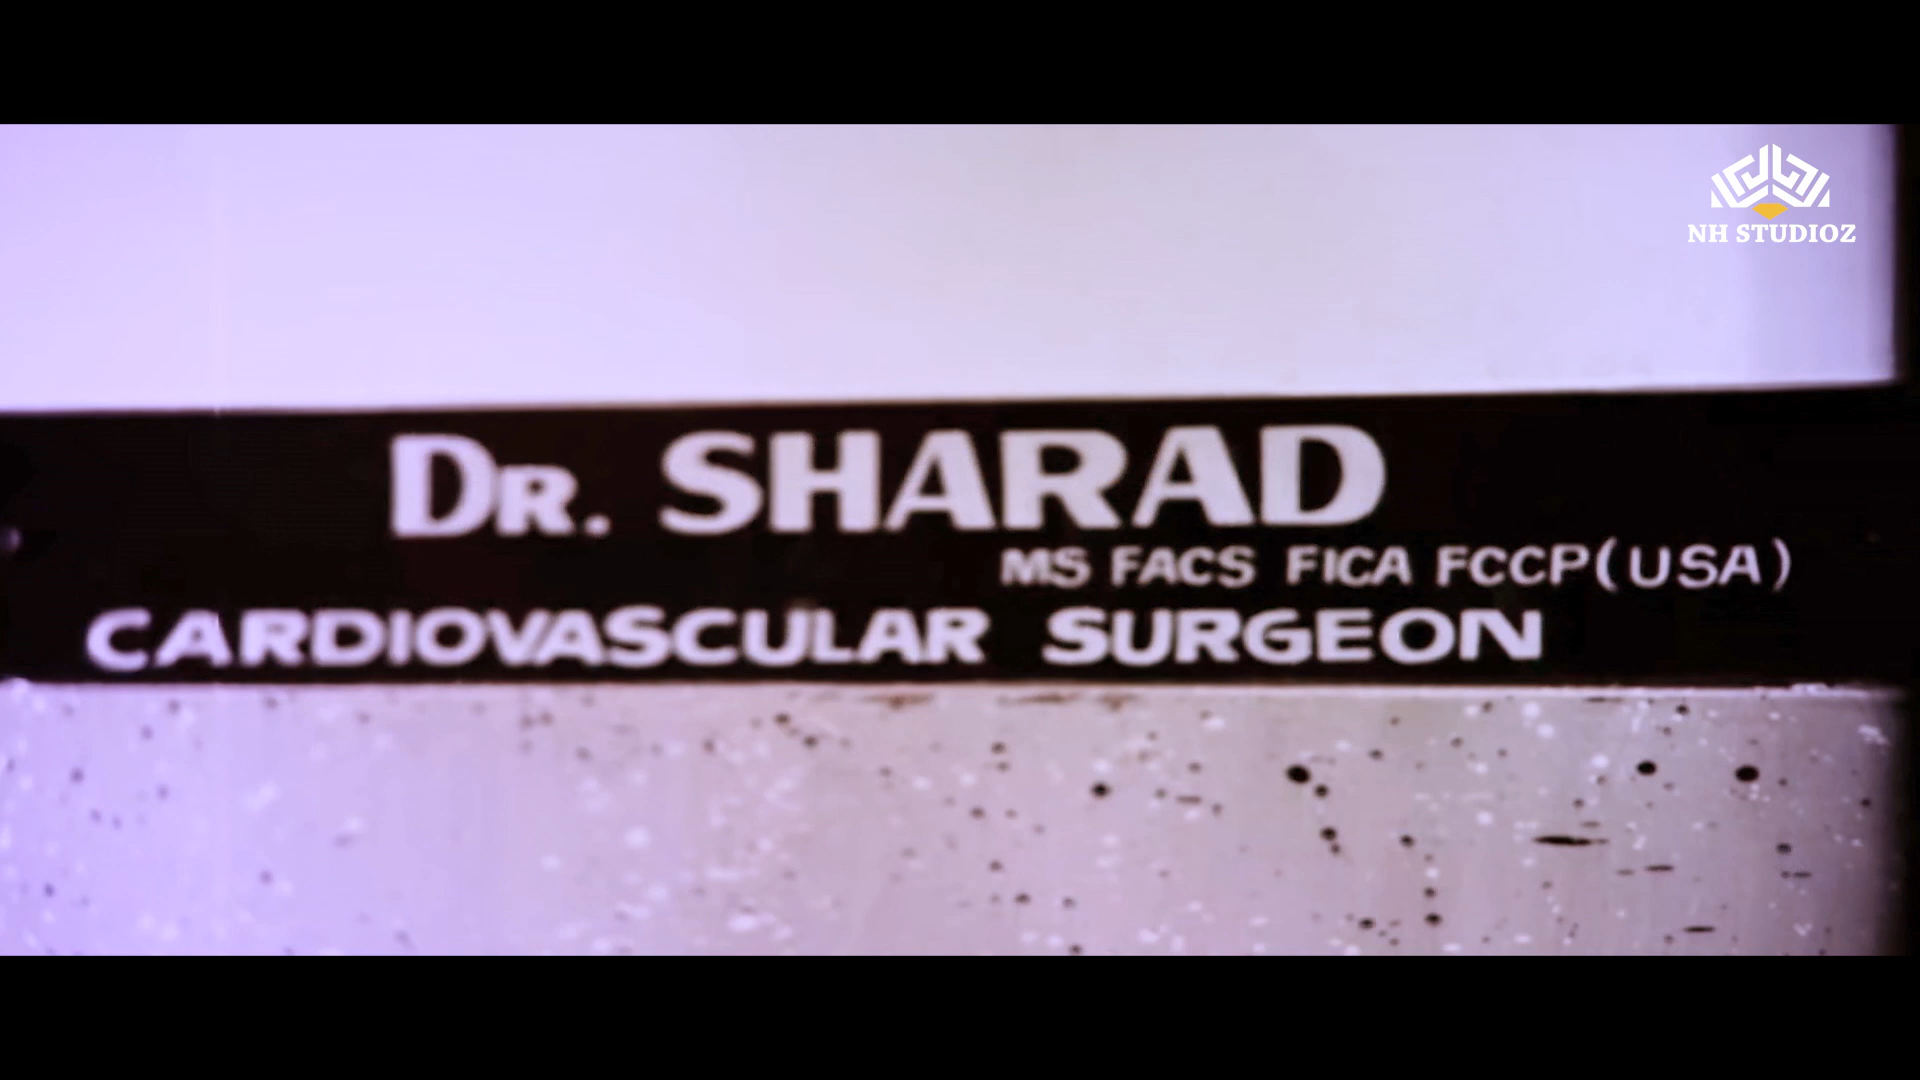 NH STUDIOZ
DR. SHARAD
MS FACS FICA FCCP(USA)
CARDIOVASCULAR SURGEON